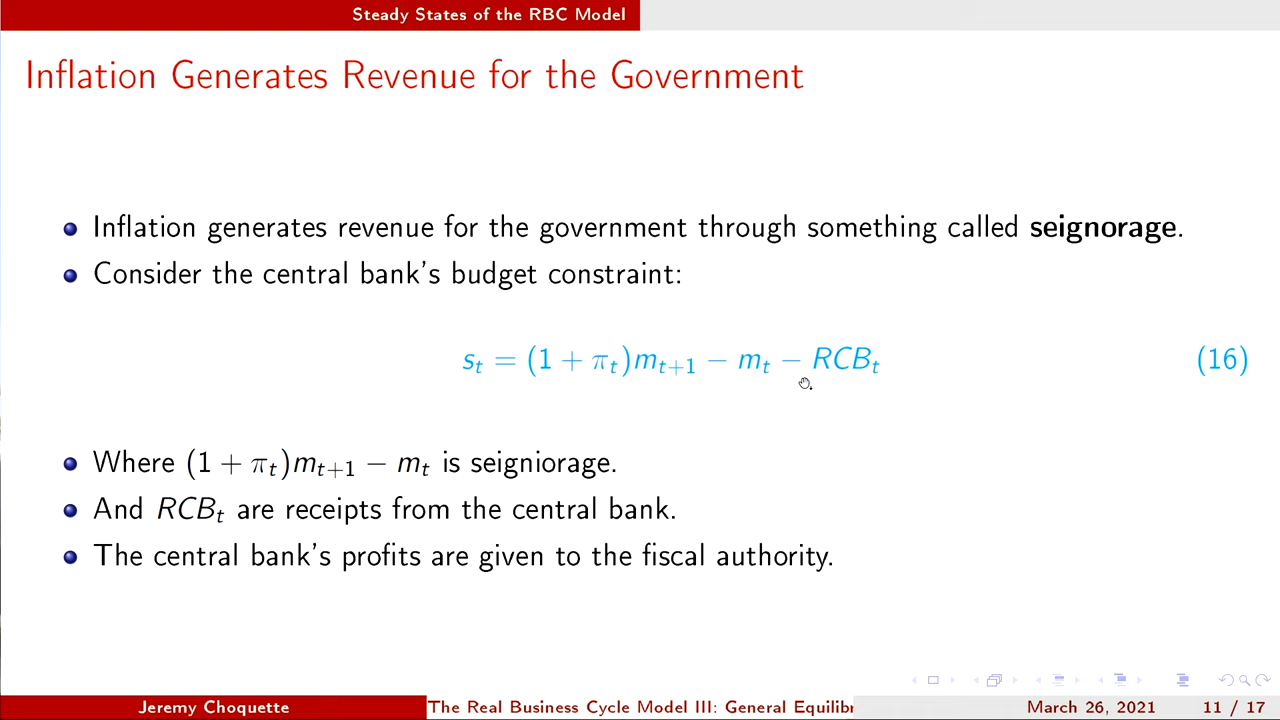 Steady States of the RBC Model
Inflation Generates Revenue for the Government
Inflation generates revenue for the government through something called seignorage.
Consider the central bank's budget constraint:
s_t = (1 + π_t)m_{t+1} − m_t − RCB_t (16)
Where (1 + π_t)m_{t+1} − m_t is seigniorage.
And RCB_t are receipts from the central bank.
The central bank's profits are given to the fiscal authority.
Jeremy Choquette The Real Business Cycle Model III: General Equilibr March 26, 2021 11 / 17